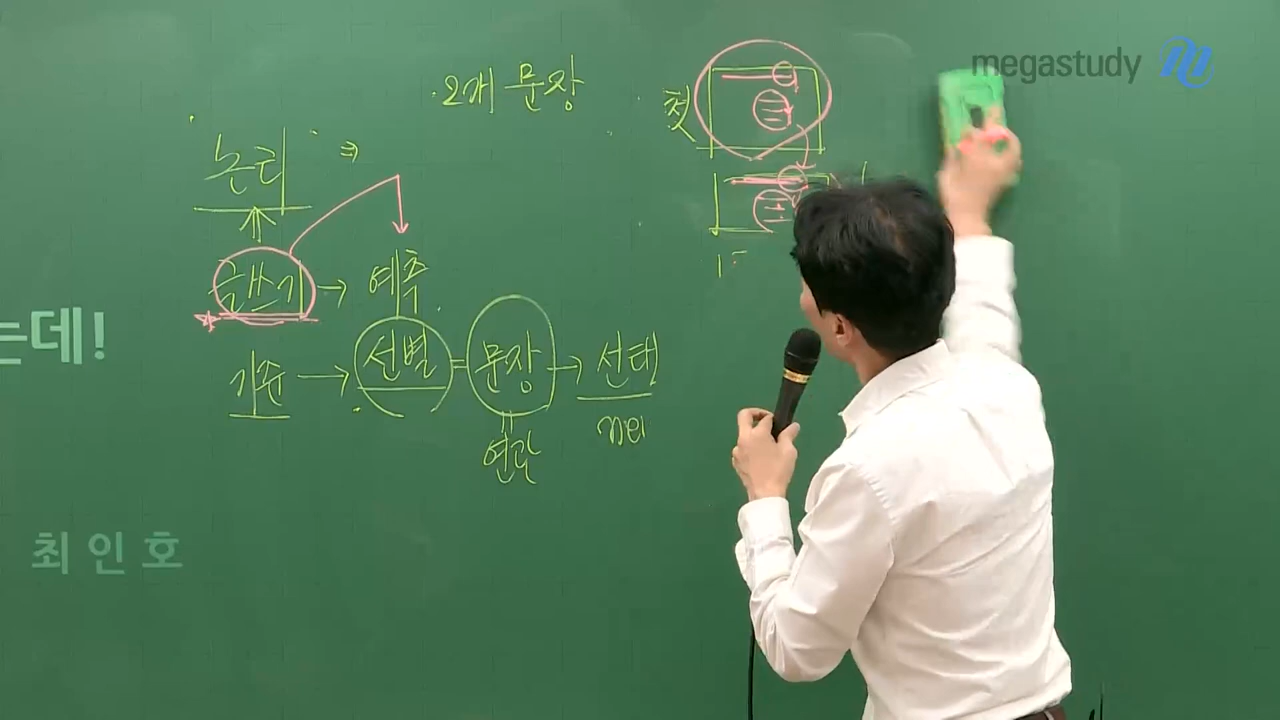 megastudy
2개 문장
첫
논리 ⇒
글쓰기 → 예측
는데!
기준 → 선별 = 문장 → 선택
연관
최인호